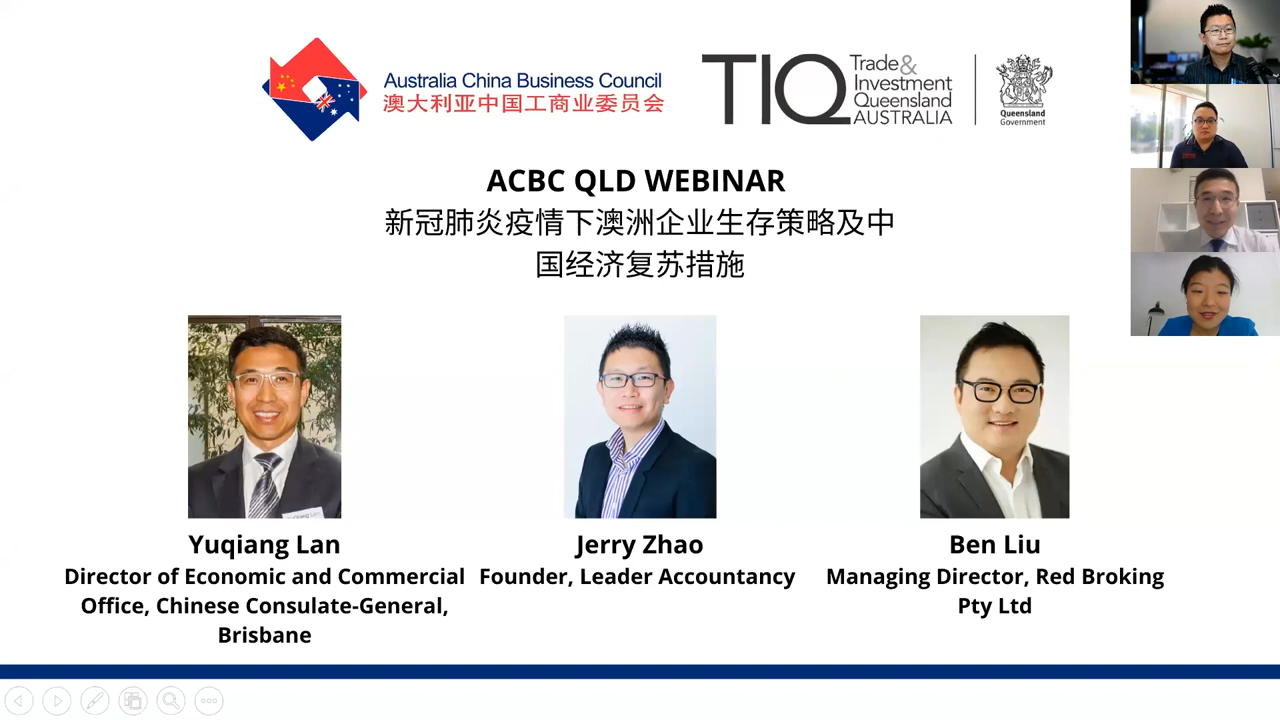 Australia China Business Council
澳大利亚中国工商业委员会
TIQ
Trade&
Investment
Queensland
AUSTRALIA
Queensland
Government
ACBC QLD WEBINAR
新冠肺炎疫情下澳洲企业生存策略及中
国经济复苏措施
Yuqiang Lan
Director of Economic and Commercial
Office, Chinese Consulate-General,
Brisbane
Jerry Zhao
Founder, Leader Accountancy
Ben Liu
Managing Director, Red Broking
Pty Ltd